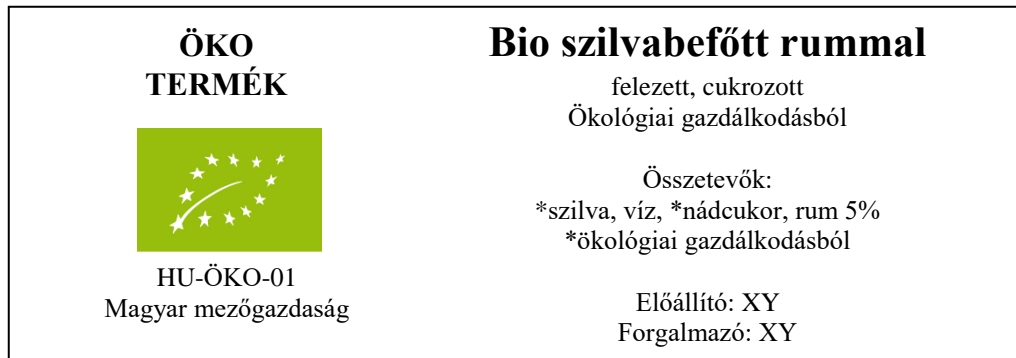 ÖKO
TERMÉK
HU-ÖKO-01
Magyar mezőgazdaság
Bio szilvabefőtt rummal
felezett, cukrozott
Ökológiai gazdálkodásból
Összetevők:
*szilva, víz, *nádcukor, rum 5%
*ökológiai gazdálkodásból
Előállító: XY
Forgalmazó: XY